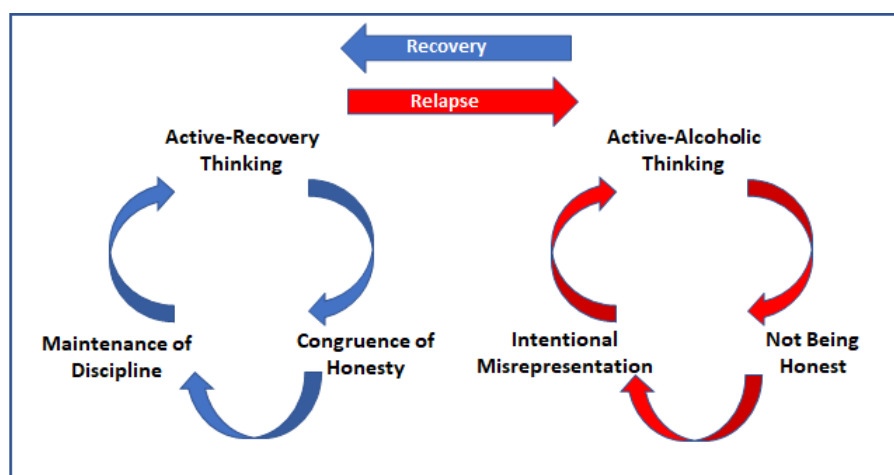 Recovery
Relapse
Active-Recovery
Thinking
Active-Alcoholic
Thinking
Maintenance of
Discipline
Congruence of
Honesty
Intentional
Misrepresentation
Not Being
Honest